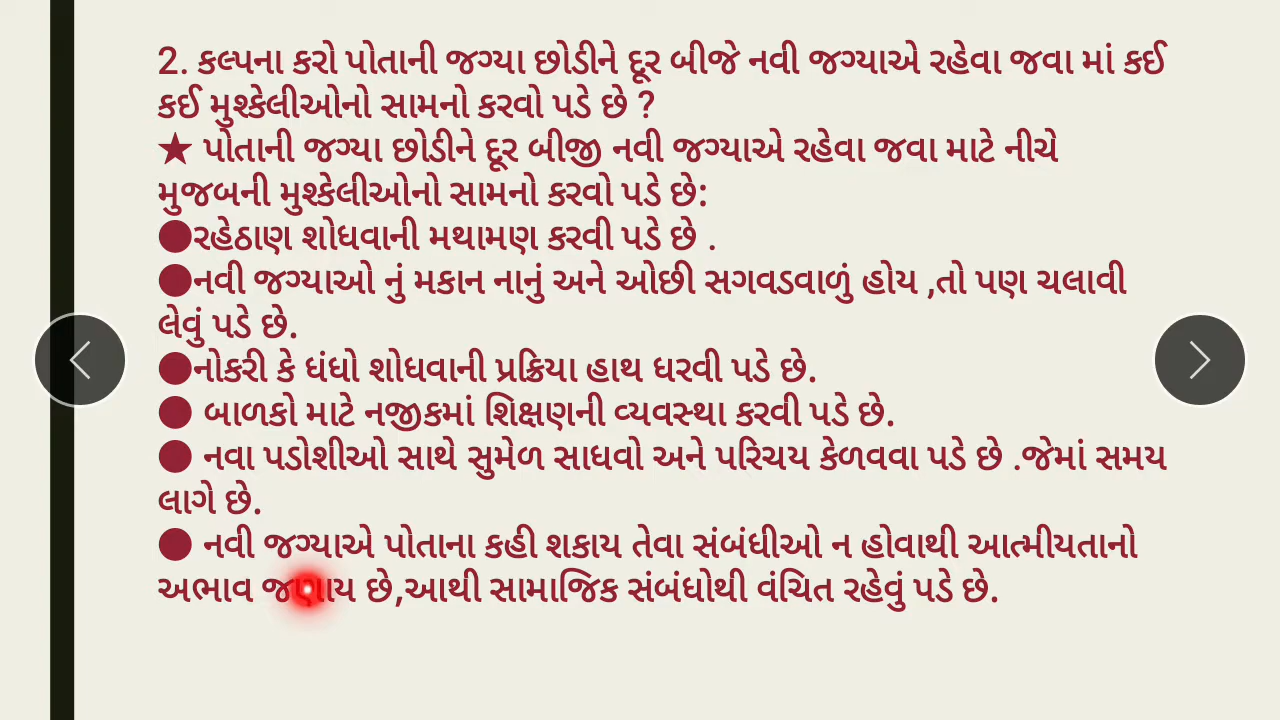 2. કલ્પના કરો પોતાની જગ્યા છોડીને દૂર બીજે નવી જગ્યાએ રહેવા જવા માં કઈ
કઈ મુશ્કેલીઓનો સામનો કરવો પડે છે ?
★ પોતાની જગ્યા છોડીને દૂર બીજી નવી જગ્યાએ રહેવા જવા માટે નીચે
મુજબની મુશ્કેલીઓનો સામનો કરવો પડે છે:
●રહેઠાણ શોધવાની મથામણ કરવી પડે છે .
●નવી જગ્યાઓ નું મકાન નાનું અને ઓછી સગવડવાળું હોય ,તો પણ ચલાવી
લેવું પડે છે.
●નોકરી કે ધંધો શોધવાની પ્રક્રિયા હાથ ધરવી પડે છે.
● બાળકો માટે નજીકમાં શિક્ષણની વ્યવસ્થા કરવી પડે છે.
● નવા પડોશીઓ સાથે સુમેળ સાધવો અને પરિચય કેળવવા પડે છે .જેમાં સમય
લાગે છે.
● નવી જગ્યાએ પોતાના કહી શકાય તેવા સંબંધીઓ ન હોવાથી આત્મીયતાનો
અભાવ જણાય છે,આથી સામાજિક સંબંધોથી વંચિત રહેવું પડે છે.